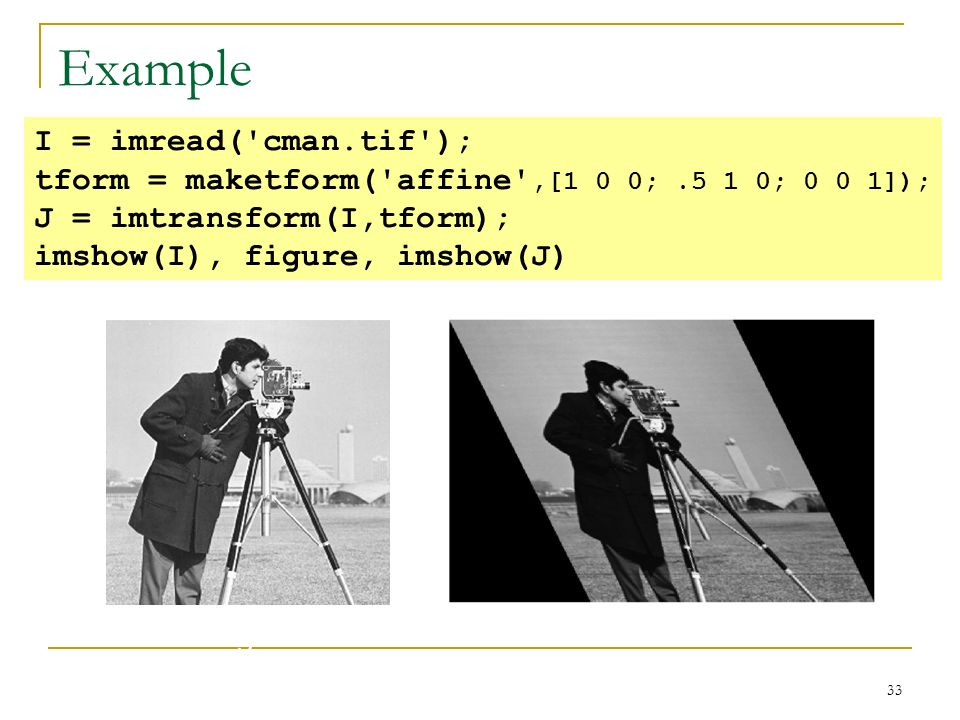 Example
I = imread('cman.tif');
tform = maketform('affine',[1 0 0; .5 1 0; 0 0 1]);
J = imtransform(I,tform);
imshow(I), figure, imshow(J)
33